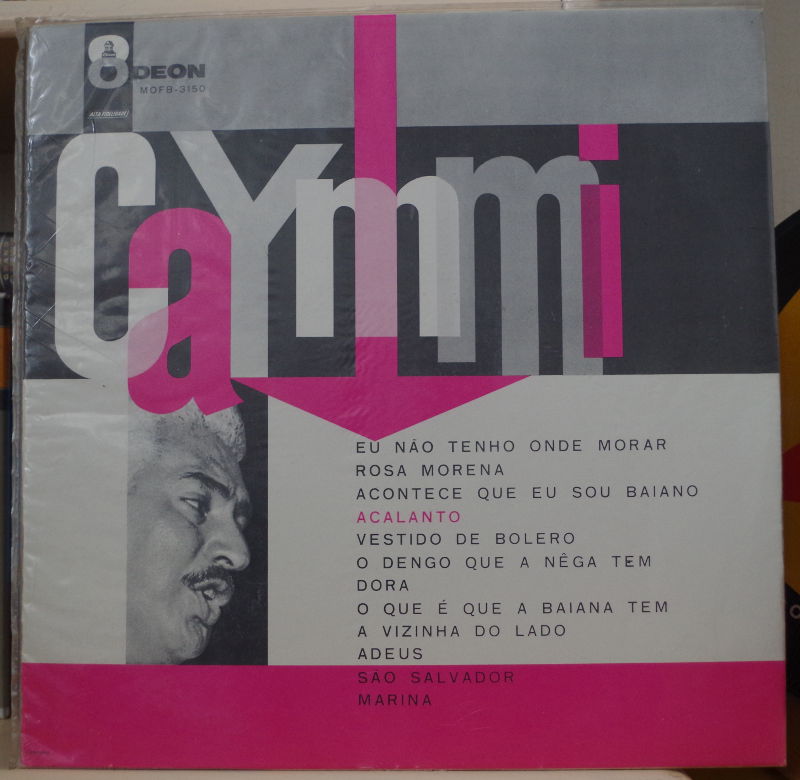 ODEON
MOFB-3150
ALTA FIDELIDADE
CaYmmi
EU NÃO TENHO ONDE MORAR
ROSA MORENA
ACONTECE QUE EU SOU BAIANO
ACALANTO
VESTIDO DE BOLERO
O DENGO QUE A NÊGA TEM
DORA
O QUE É QUE A BAIANA TEM
A VIZINHA DO LADO
ADEUS
SÃO SALVADOR
MARINA